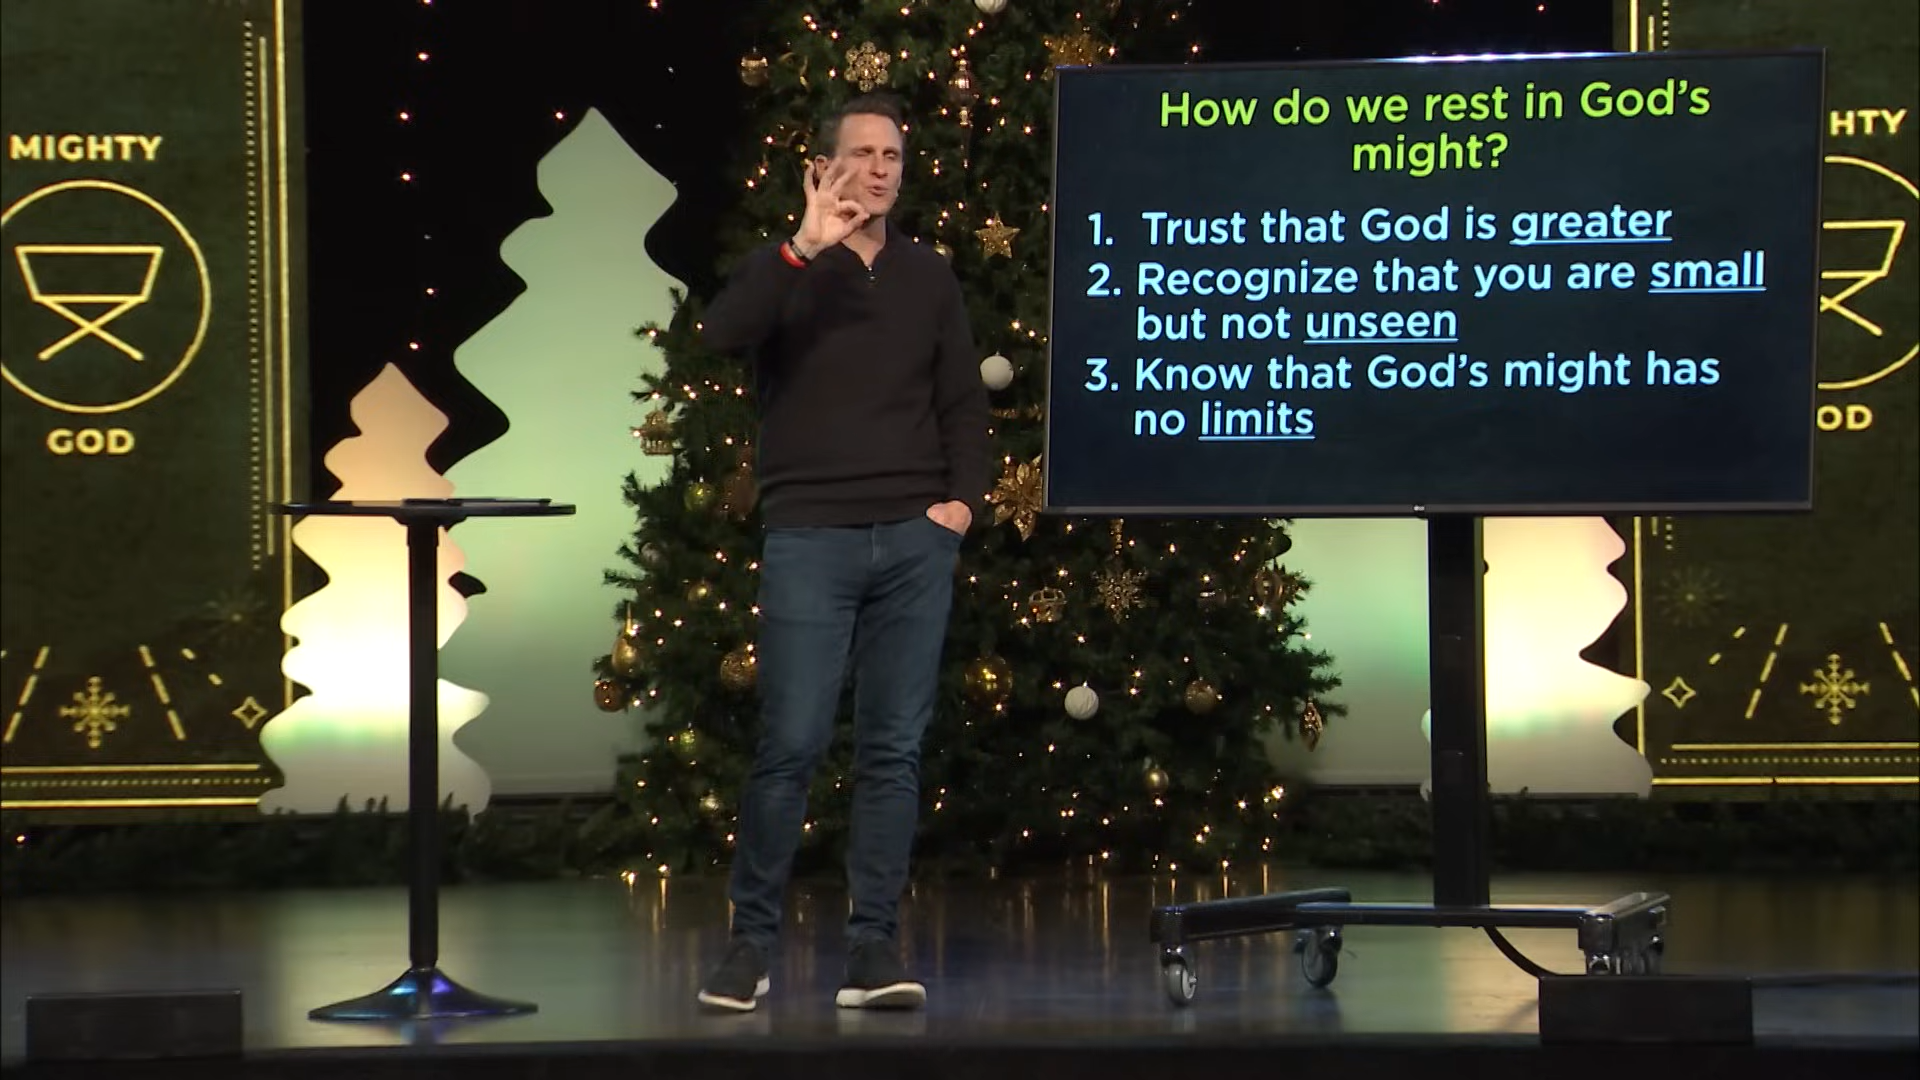 MIGHTY
GOD
How do we rest in God's
might?
1. Trust that God is greater
2. Recognize that you are small
but not unseen
3. Know that God's might has
no limits
HTY
OD